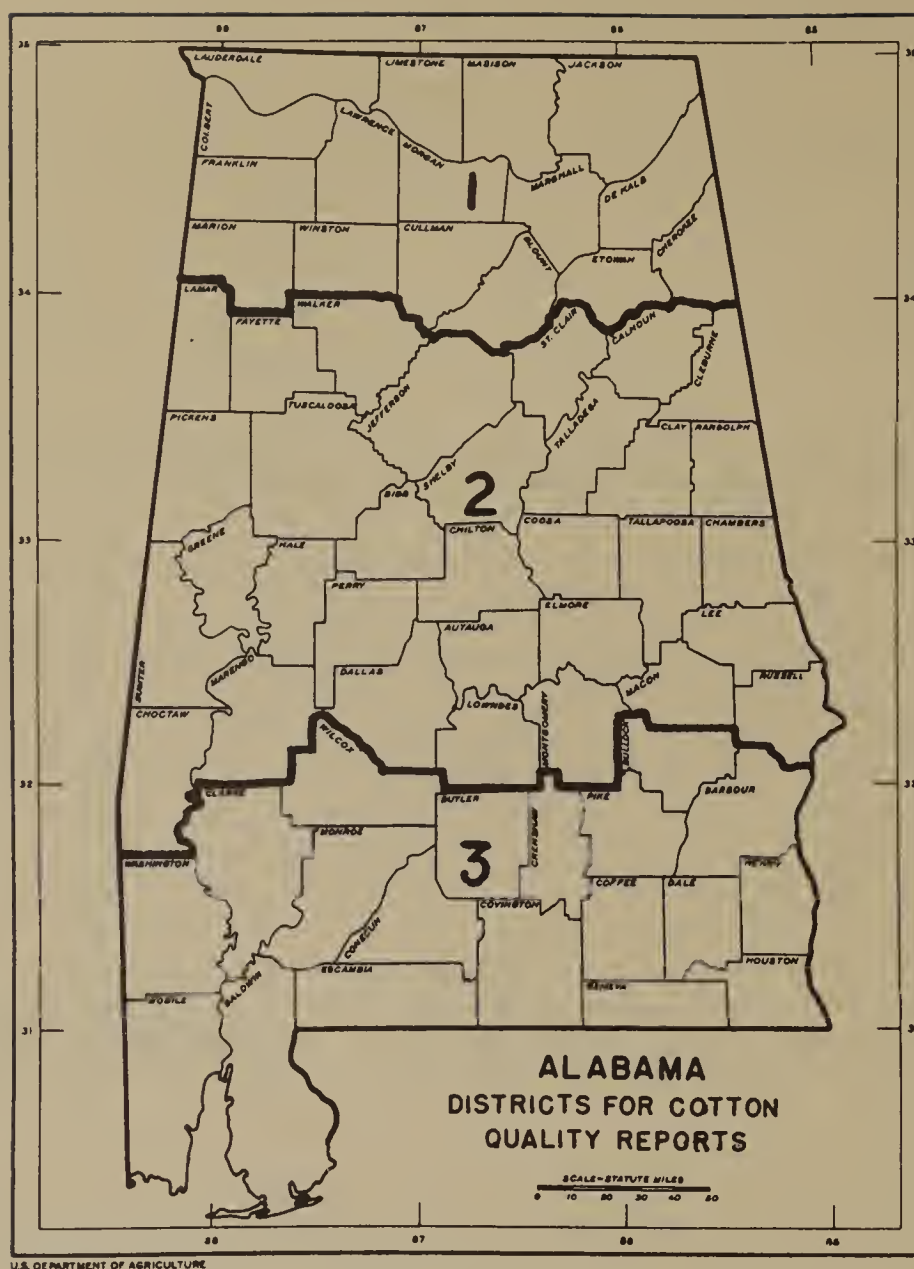 88 87 86 85
35 35
LAUDERDALE LIMESTONE MADISON JACKSON
COLBERT LAWRENCE MORGAN
FRANKLIN MARSHALL DE KALB
1
MARION WINSTON CULLMAN BLOUNT ETOWAH CHEROKEE
34 34
LAMAR FAYETTE WALKER ST. CLAIR CALHOUN CLEBURNE
PICKENS TUSCALOOSA JEFFERSON TALLADEGA CLAY RANDOLPH
BIBB SHELBY
2
CHILTON COOSA TALLAPOOSA CHAMBERS
33 33
GREENE HALE
PERRY AUTAUGA ELMORE LEE
SUMTER MARENGO DALLAS MACON RUSSELL
CHOCTAW WILCOX LOWNDES MONTGOMERY BULLOCK
32 32
CLARKE BUTLER PIKE BARBOUR
MONROE CRENSHAW
WASHINGTON 3 HENRY
CONECUH COVINGTON COFFEE DALE
ESCAMBIA HOUSTON
MOBILE BALDWIN GENEVA
31 31
ALABAMA
DISTRICTS FOR COTTON
QUALITY REPORTS
SCALE-STATUTE MILES
0 10 20 30 40 50
88 87 86 85
U.S. DEPARTMENT OF AGRICULTURE